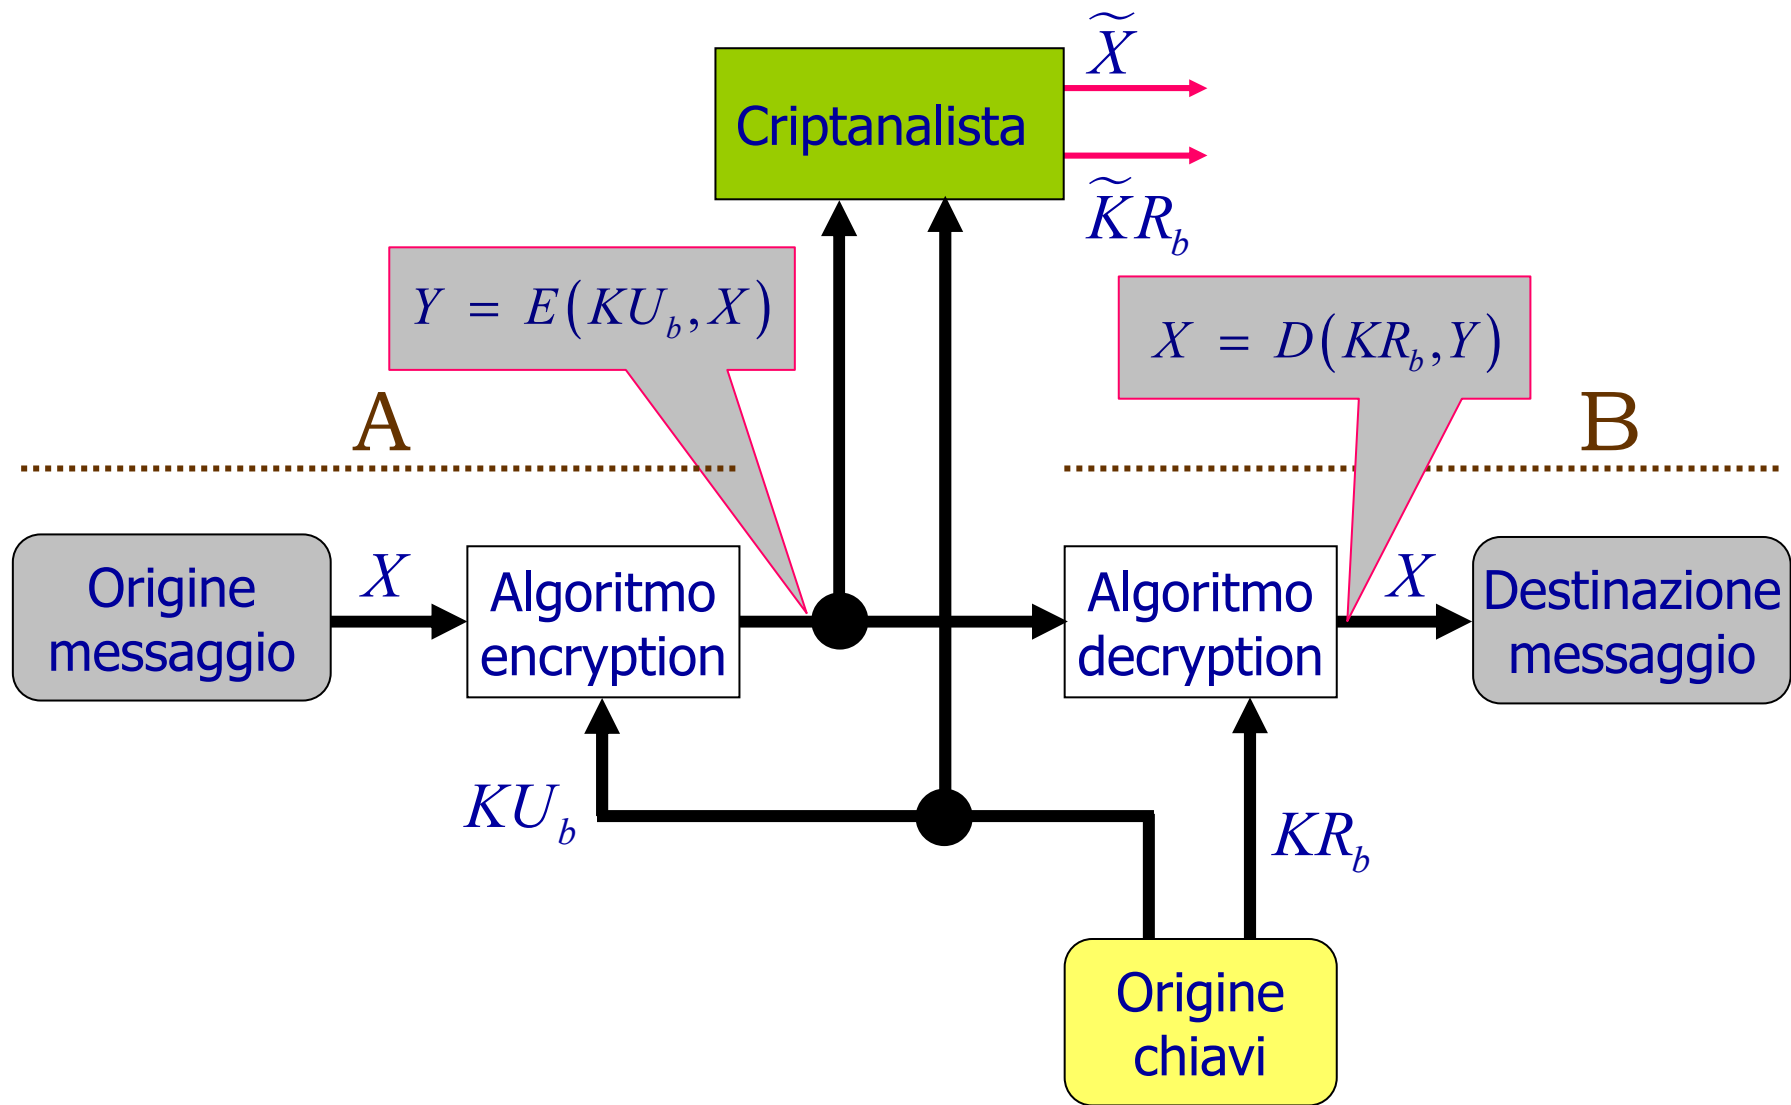 X̃
Criptanalista
K̃R_b
Y = E(KU_b, X)
X = D(KR_b, Y)
A
B
Origine
messaggio
X
Algoritmo
encryption
Algoritmo
decryption
X
Destinazione
messaggio
KU_b
KR_b
Origine
chiavi